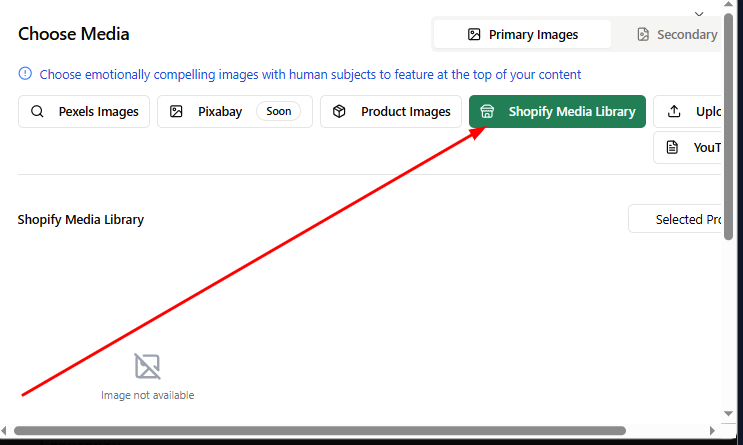 Choose Media
Primary Images
Secondary
Choose emotionally compelling images with human subjects to feature at the top of your content
Pexels Images
Pixabay
Soon
Product Images
Shopify Media Library
Uplo
YouT
Shopify Media Library
Selected Pro
Image not available